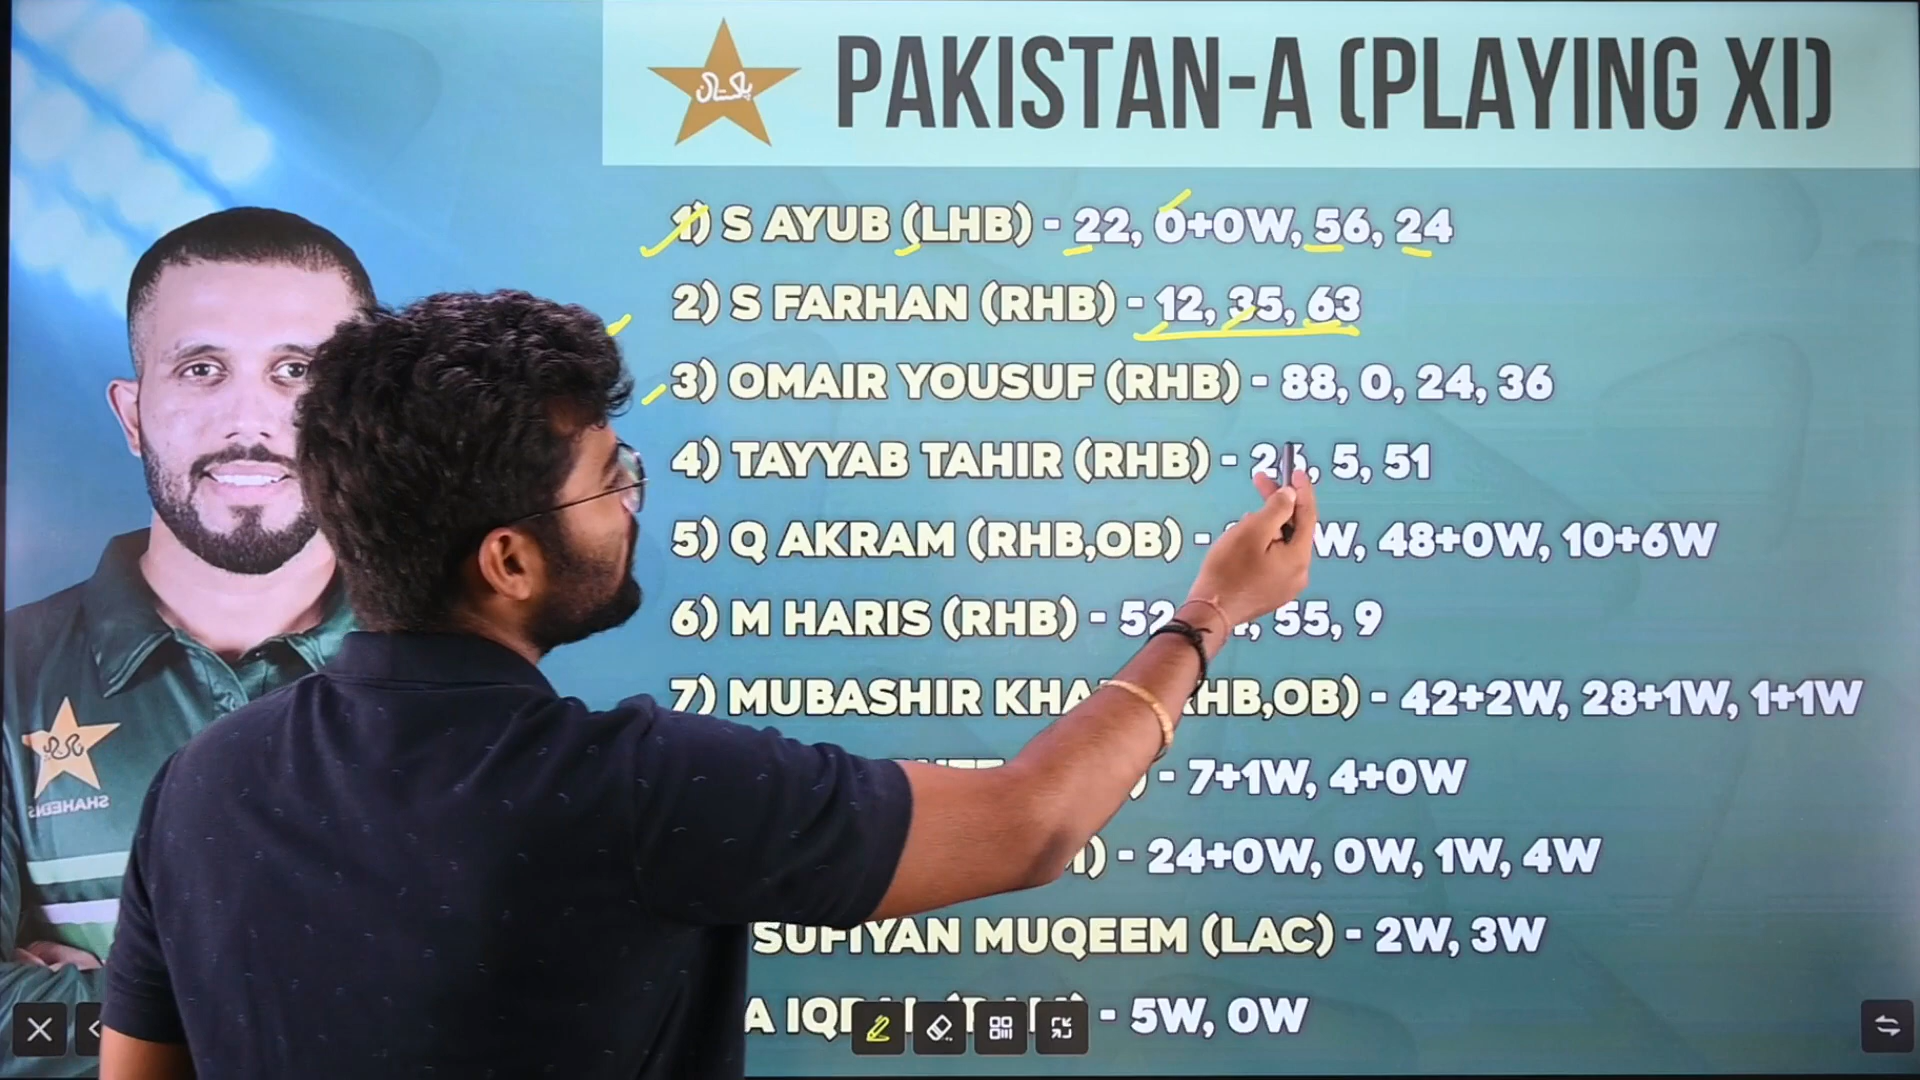 پاکستان
PAKISTAN-A (PLAYING XI)
1) S AYUB (LHB) - 22, 0+0W, 56, 24
2) S FARHAN (RHB) - 12, 35, 63
3) OMAIR YOUSUF (RHB) - 88, 0, 24, 36
4) TAYYAB TAHIR (RHB) - 5, 51
5) Q AKRAM (RHB,OB) - 48+0W, 10+6W
6) M HARIS (RHB) - 55, 9
7) MUBASHIR - 42+2W, 28+1W, 1+1W
- 7+1W, 4+0W
- 24+0W, 0W, 1W, 4W
SUFIYAN MUQEEM (LAC) - 2W, 3W
A - 5W, 0W
SHAHEENS